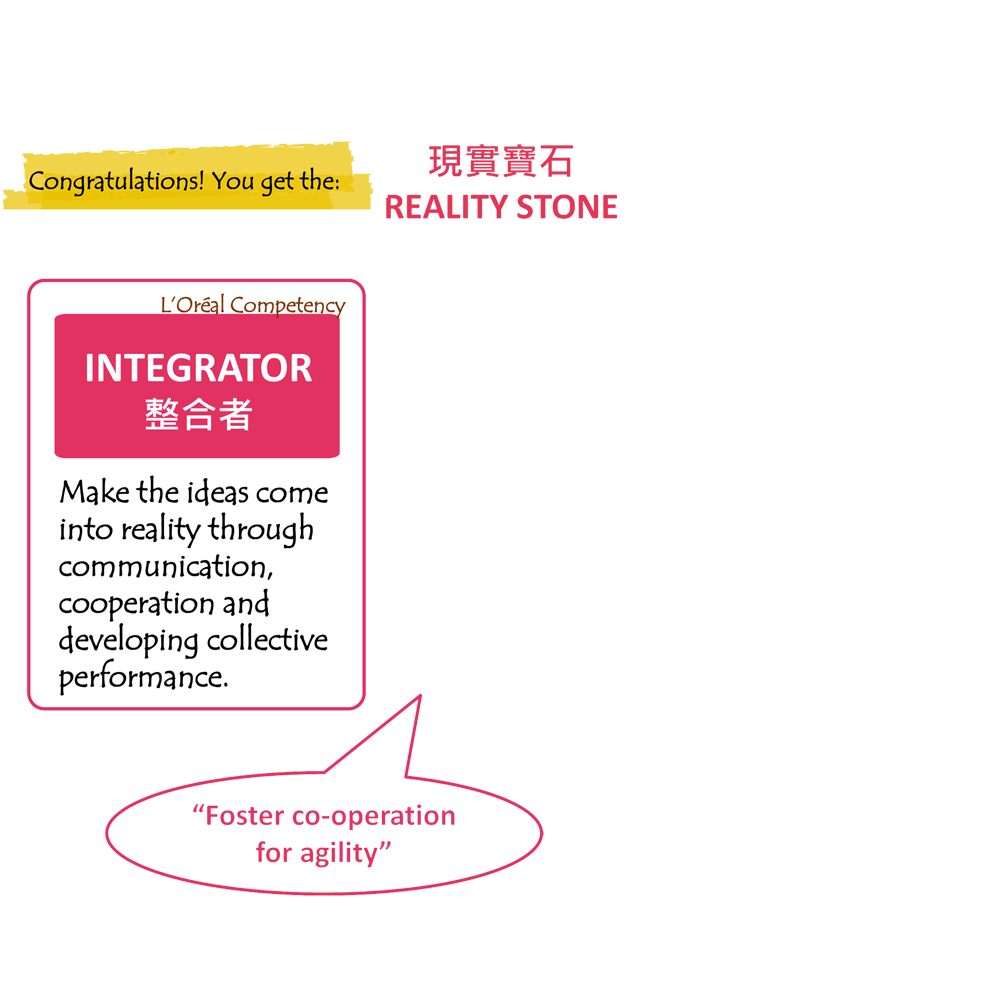 Congratulations! You get the:
現實寶石
REALITY STONE
L’Oréal Competency
INTEGRATOR
整合者
Make the ideas come
into reality through
communication,
cooperation and
developing collective
performance.
“Foster co-operation
for agility”